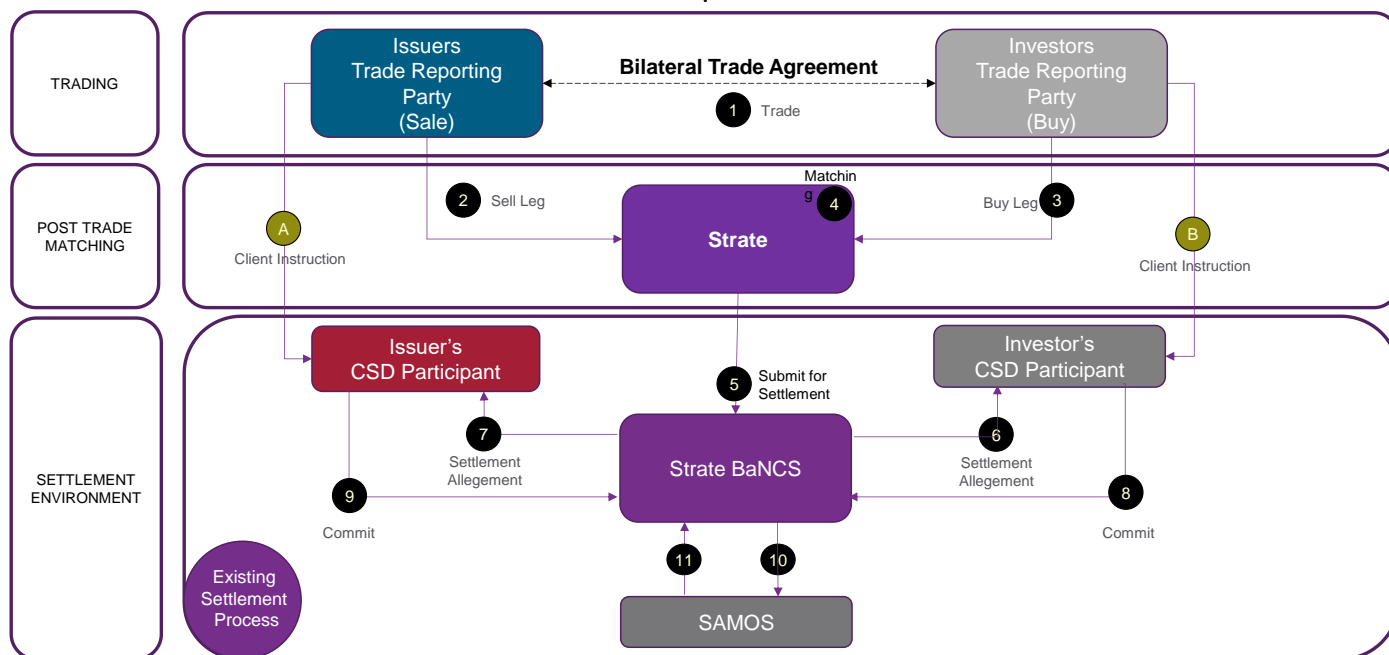 TRADING
Issuers
Trade Reporting
Party
(Sale)
Bilateral Trade Agreement
1
Trade
Investors
Trade Reporting
Party
(Buy)
POST TRADE
MATCHING
A
Client Instruction
2
Sell Leg
Matchin
g
4
Strate
3
Buy Leg
B
Client Instruction
SETTLEMENT
ENVIRONMENT
Issuer's
CSD Participant
Investor's
CSD Participant
5
Submit for
Settlement
7
Settlement
Allegement
6
Settlement
Allegement
Strate BaNCS
9
Commit
8
Commit
11
10
SAMOS
Existing
Settlement
Process